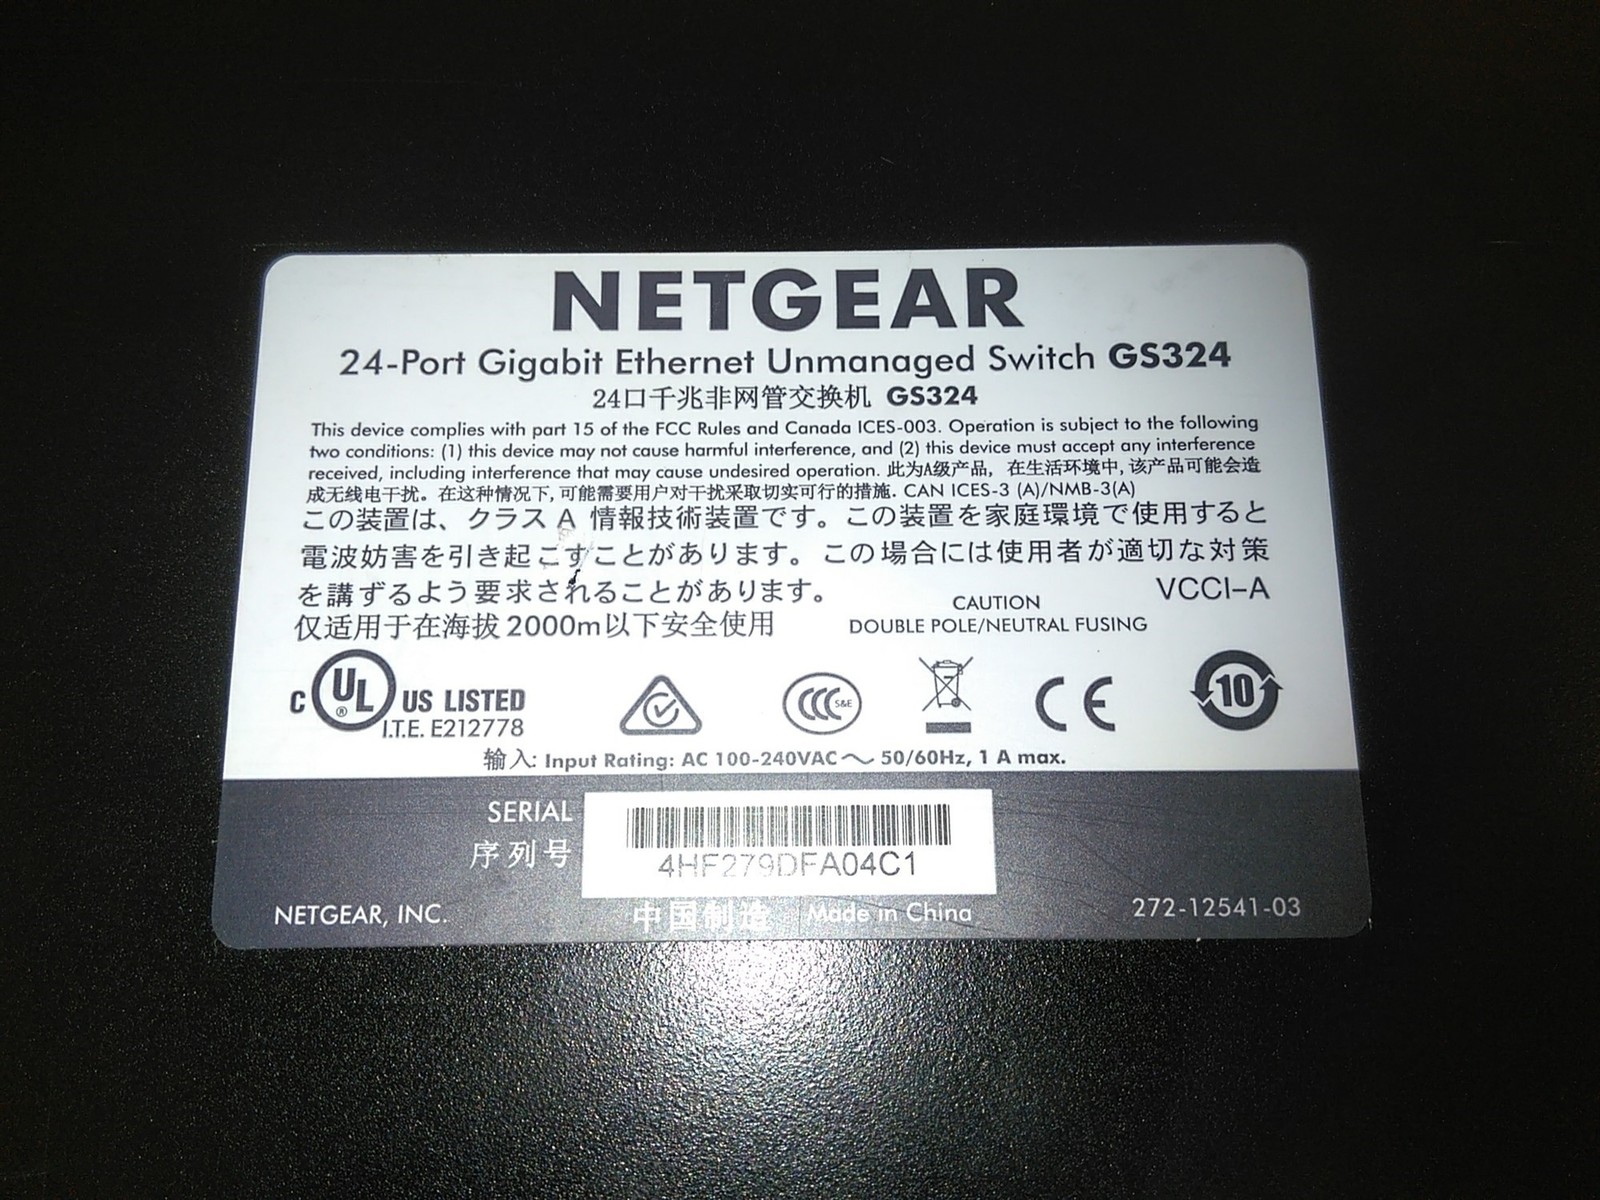 NETGEAR
24-Port Gigabit Ethernet Unmanaged Switch GS324
24口千兆非网管交换机 GS324
This device complies with part 15 of the FCC Rules and Canada ICES-003. Operation is subject to the following
two conditions: (1) this device may not cause harmful interference, and (2) this device must accept any interference
received, including interference that may cause undesired operation. 此为A级产品，在生活环境中，该产品可能会造
成无线电干扰。在这种情况下，可能需要用户对干扰采取切实可行的措施. CAN ICES-3 (A)/NMB-3(A)
この装置は、クラス A 情報技術装置です。この装置を家庭環境で使用すると
電波妨害を引き起こすことがあります。この場合には使用者が適切な対策
を講ずるよう要求されることがあります。 VCCI-A
仅适用于在海拔2000m以下安全使用
CAUTION
DOUBLE POLE/NEUTRAL FUSING
C UL ® US LISTED
I.T.E. E212778
CCC S&E
CE
10
输入: Input Rating: AC 100-240VAC ～ 50/60Hz, 1 A max.
SERIAL
序列号
4HF279DFA04C1
NETGEAR, INC.
中国制造 Made in China
272-12541-03